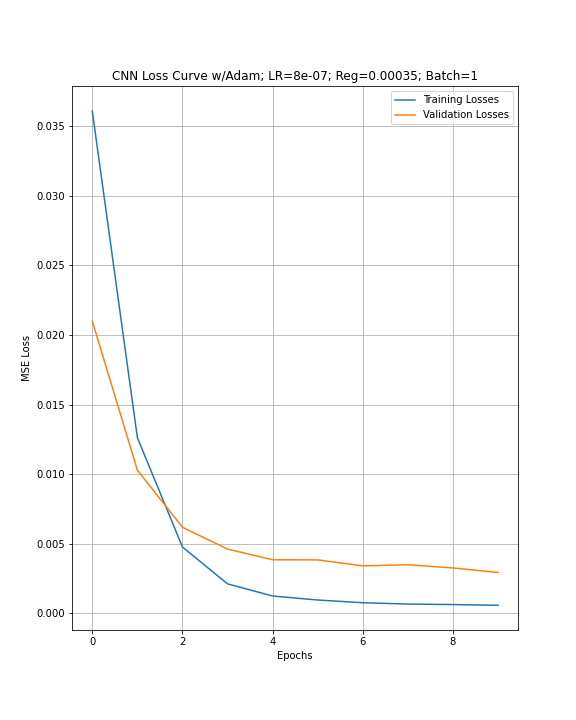 CNN Loss Curve w/Adam; LR=8e-07; Reg=0.00035; Batch=1
Training Losses
Validation Losses
0.035
0.030
0.025
0.020
0.015
0.010
0.005
0.000
MSE Loss
0 2 4 6 8
Epochs